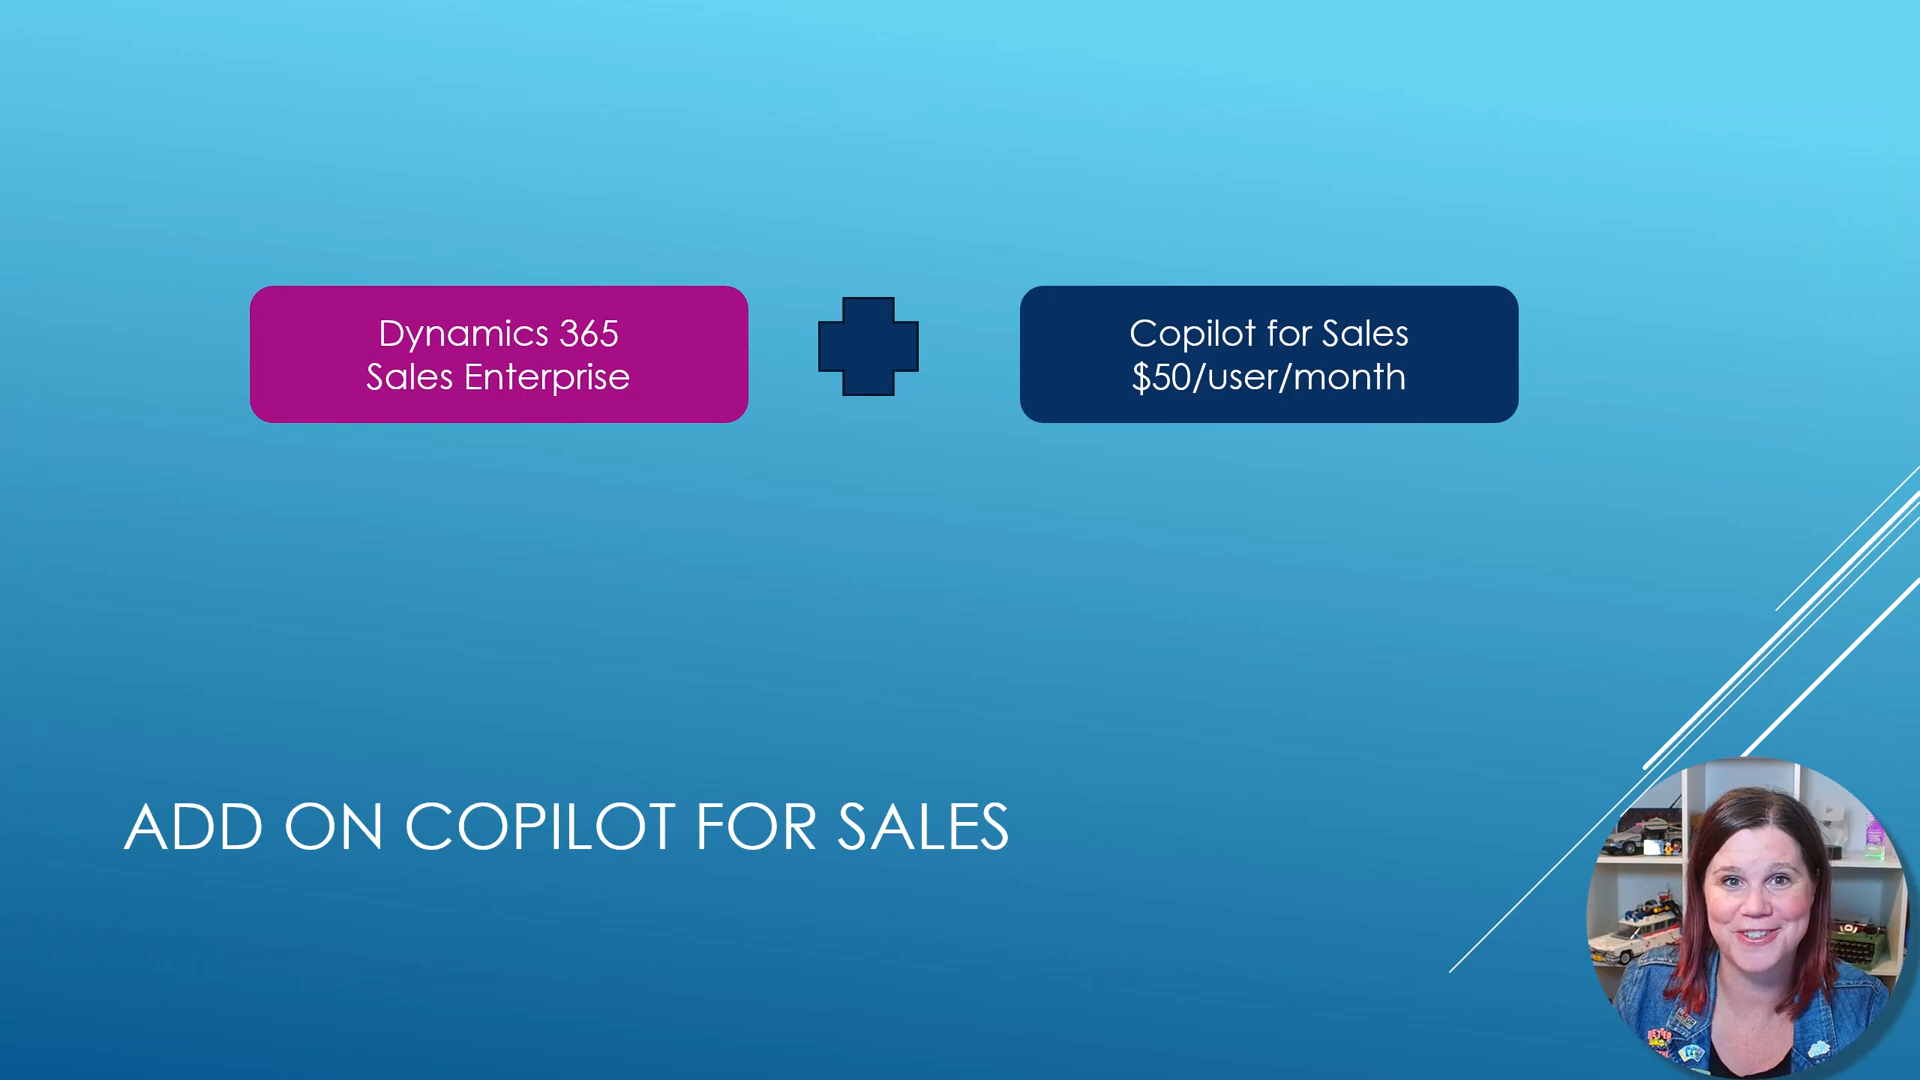 Dynamics 365
Sales Enterprise
Copilot for Sales
$50/user/month
ADD ON COPILOT FOR SALES